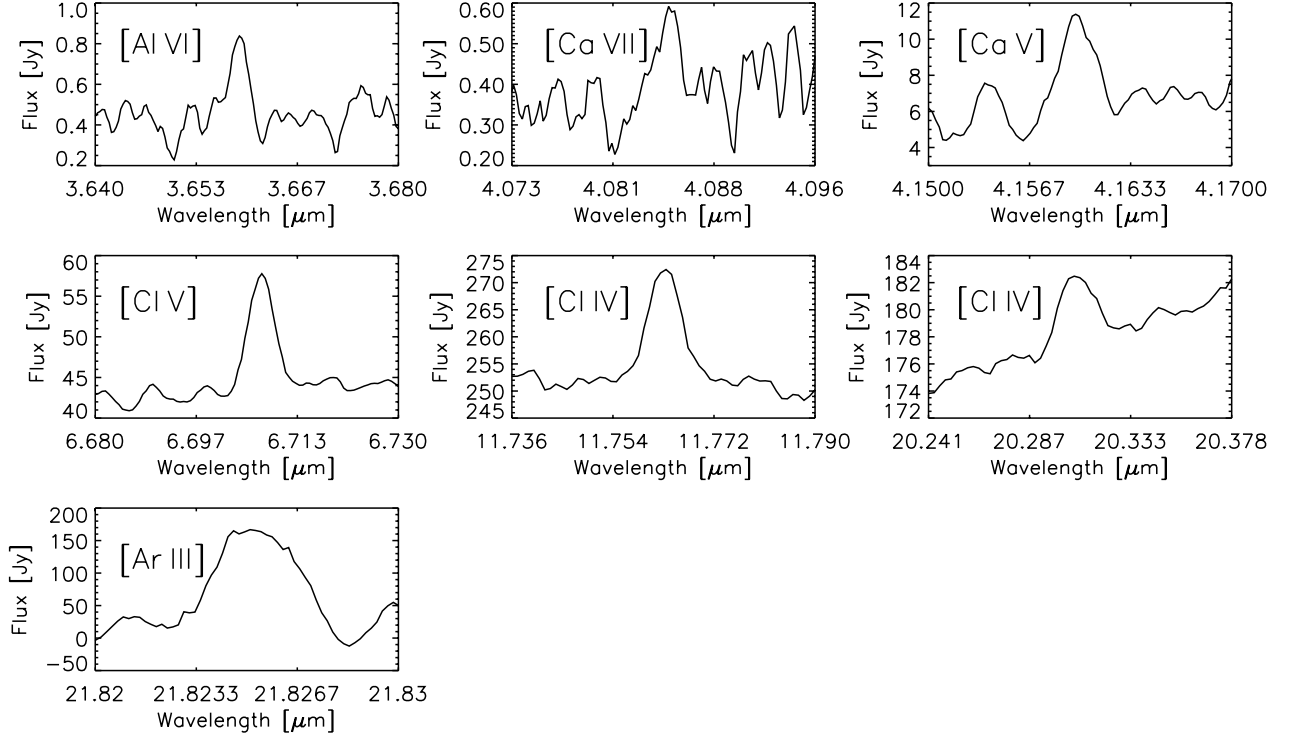 [Al VI]
Flux [Jy]
1.0
0.8
0.6
0.4
0.2
3.640 3.653 3.667 3.680
Wavelength [μm]
[Ca VII]
Flux [Jy]
0.60
0.50
0.40
0.30
0.20
4.073 4.081 4.088 4.096
Wavelength [μm]
[Ca V]
Flux [Jy]
12
10
8
6
4
4.1500 4.1567 4.1633 4.1700
Wavelength [μm]
[Cl V]
Flux [Jy]
60
55
50
45
40
6.680 6.697 6.713 6.730
Wavelength [μm]
[Cl IV]
Flux [Jy]
275
270
265
260
255
250
245
11.736 11.754 11.772 11.790
Wavelength [μm]
[Cl IV]
Flux [Jy]
184
182
180
178
176
174
172
20.241 20.287 20.333 20.378
Wavelength [μm]
[Ar III]
Flux [Jy]
200
150
100
50
0
−50
21.82 21.8233 21.8267 21.83
Wavelength [μm]